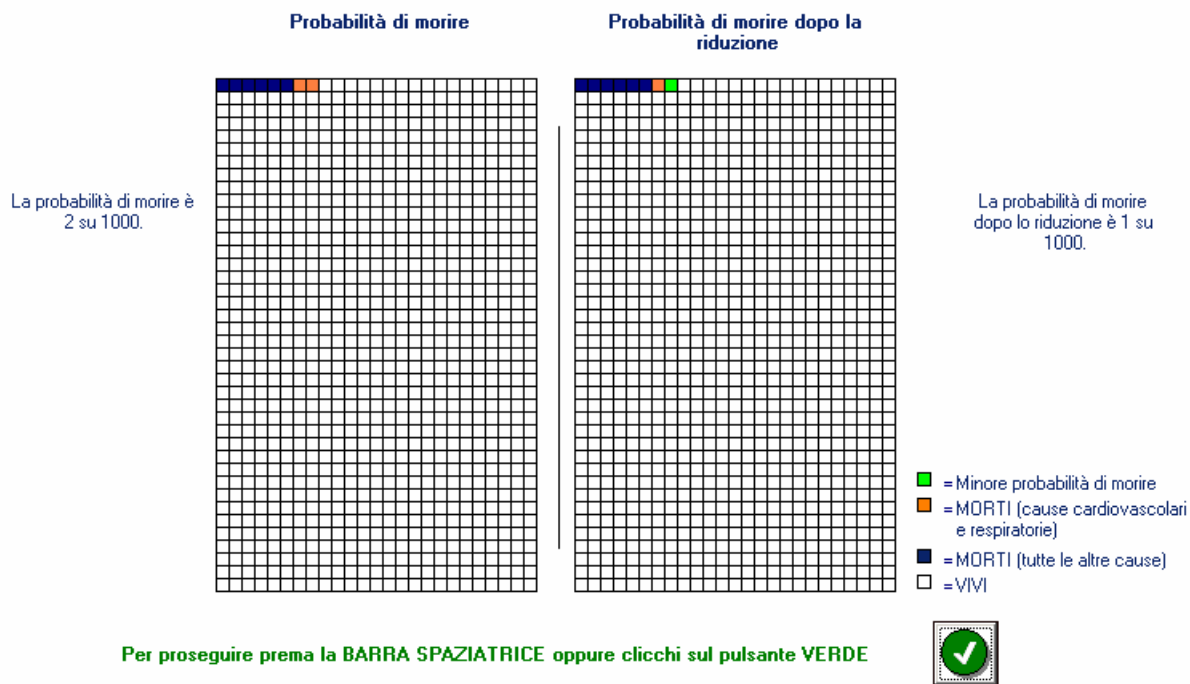 Probabilità di morire
Probabilità di morire dopo la
riduzione
La probabilità di morire è
2 su 1000.
La probabilità di morire
dopo lo riduzione è 1 su
1000.
= Minore probabilità di morire
= MORTI (cause cardiovascolari
e respiratorie)
= MORTI (tutte le altre cause)
= VIVI
Per proseguire prema la BARRA SPAZIATRICE oppure clicchi sul pulsante VERDE